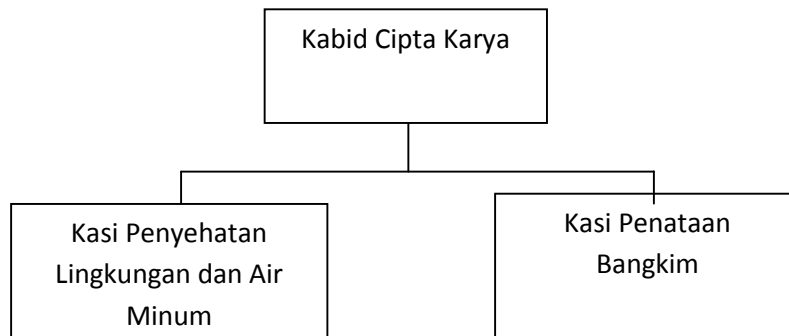 Kabid Cipta Karya
Kasi Penyehatan
Lingkungan dan Air
Minum
Kasi Penataan
Bangkim